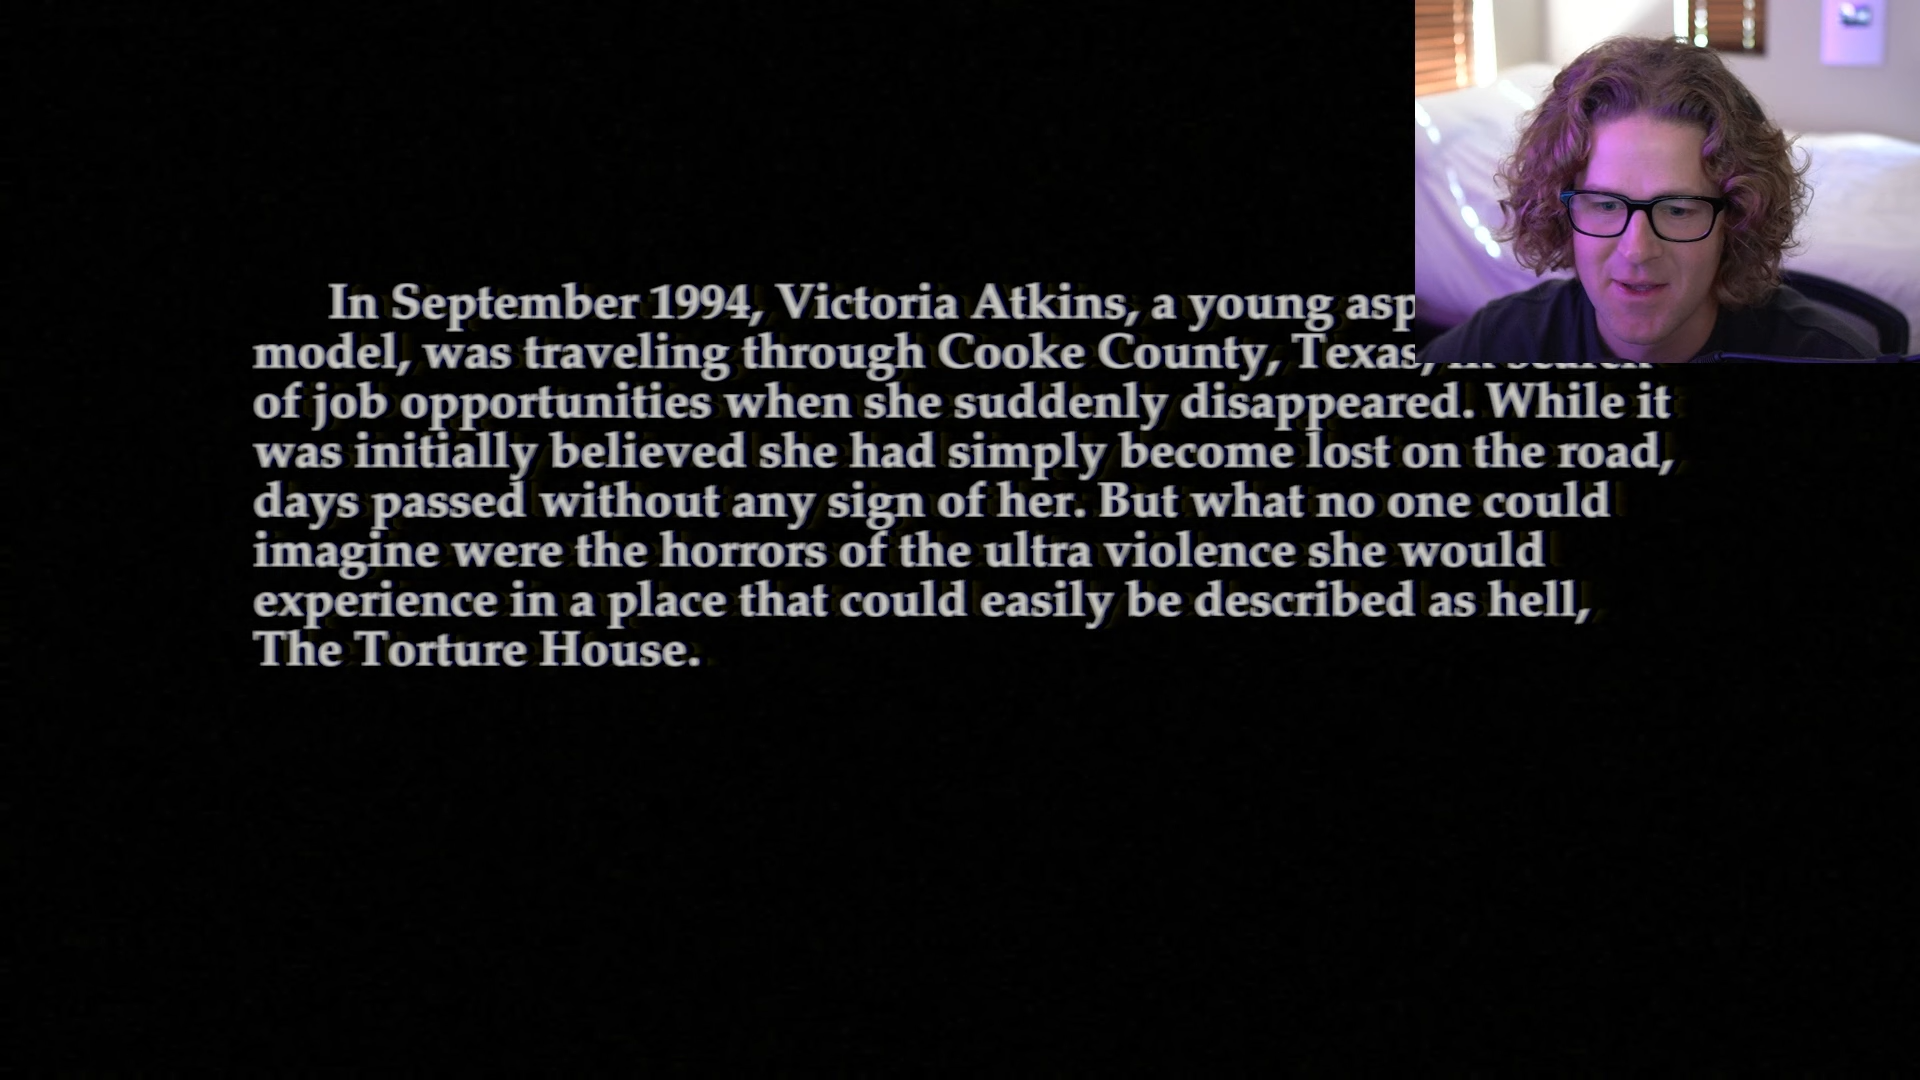 In September 1994, Victoria Atkins, a young
model, was traveling through Cooke County, Texas,
of job opportunities when she suddenly disappeared. While it
was initially believed she had simply become lost on the road,
days passed without any sign of her. But what no one could
imagine were the horrors of the ultra violence she would
experience in a place that could easily be described as hell,
The Torture House.